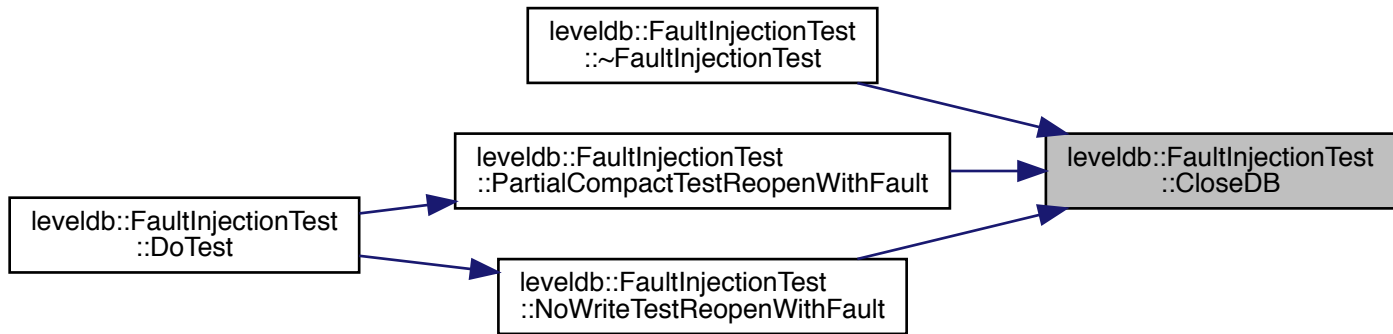 leveldb::FaultInjectionTest
::~FaultInjectionTest
leveldb::FaultInjectionTest
::PartialCompactTestReopenWithFault
leveldb::FaultInjectionTest
::CloseDB
leveldb::FaultInjectionTest
::DoTest
leveldb::FaultInjectionTest
::NoWriteTestReopenWithFault